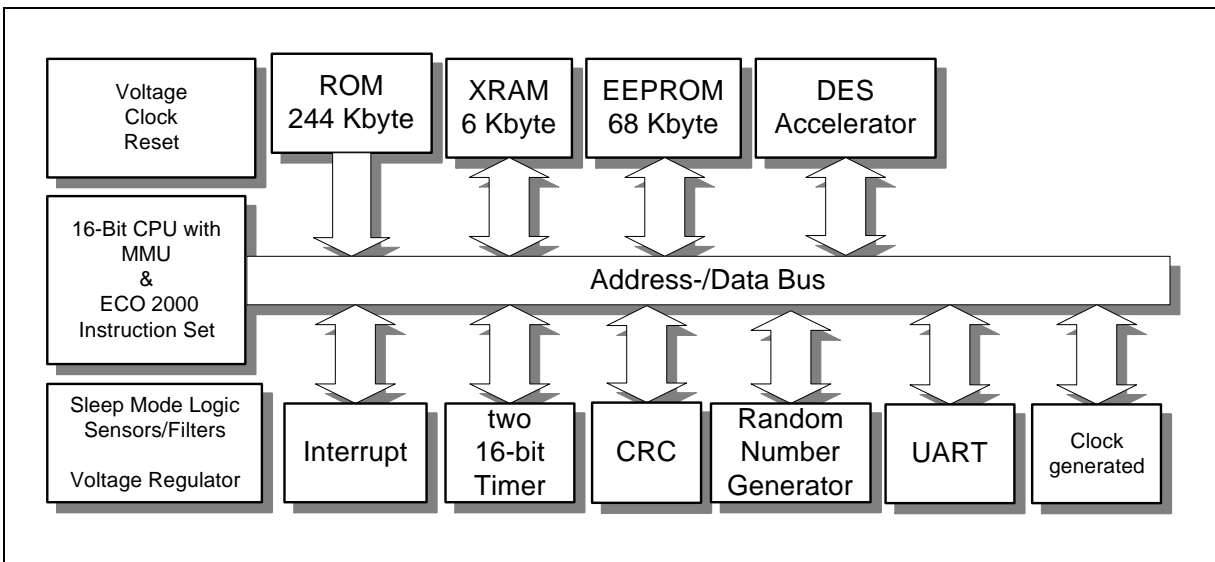 Voltage
Clock
Reset
ROM
244 Kbyte
XRAM
6 Kbyte
EEPROM
68 Kbyte
DES
Accelerator
16-Bit CPU with
MMU
&
ECO 2000
Instruction Set
Address-/Data Bus
Sleep Mode Logic
Sensors/Filters
Voltage Regulator
Interrupt
two
16-bit
Timer
CRC
Random
Number
Generator
UART
Clock
generated